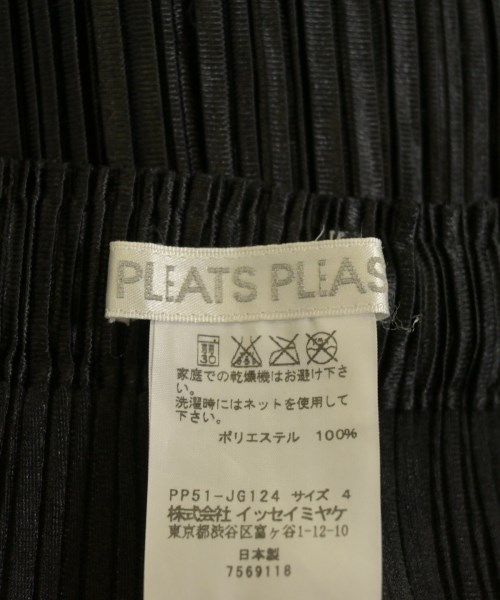 PLEATS PLEAS
弱
30
家庭での乾燥機はお避け下さ
い。
洗濯時にはネットを使用して
下さい。
ポリエステル 100%
PP51-JG124 サイズ 4
株式会社 イッセイミヤケ
東京都渋谷区富ヶ谷1-12-10
日本製
7569118